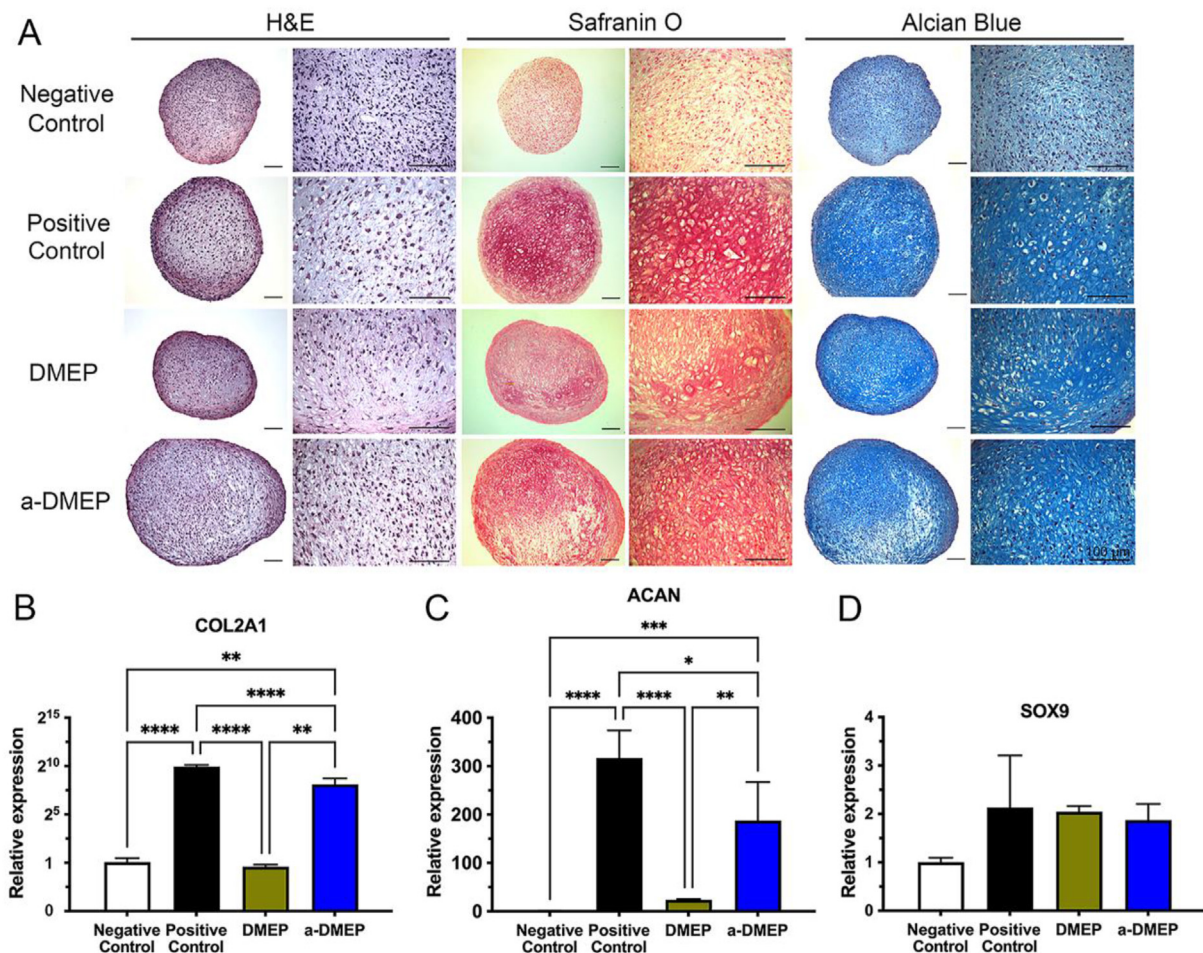 A
H&E
Safranin O
Alcian Blue
Negative
Control
Positive
Control
DMEP
a-DMEP
100 µm
B
COL2A1
**
****
****
****
**
2^15
2^10
2^5
1
0
Relative expression
Negative
Control
Positive
Control
DMEP
a-DMEP
C
ACAN
***
*
****
****
**
400
300
200
100
0
Relative expression
Negative
Control
Positive
Control
DMEP
a-DMEP
D
SOX9
4
3
2
1
0
Relative expression
Negative
Control
Positive
Control
DMEP
a-DMEP